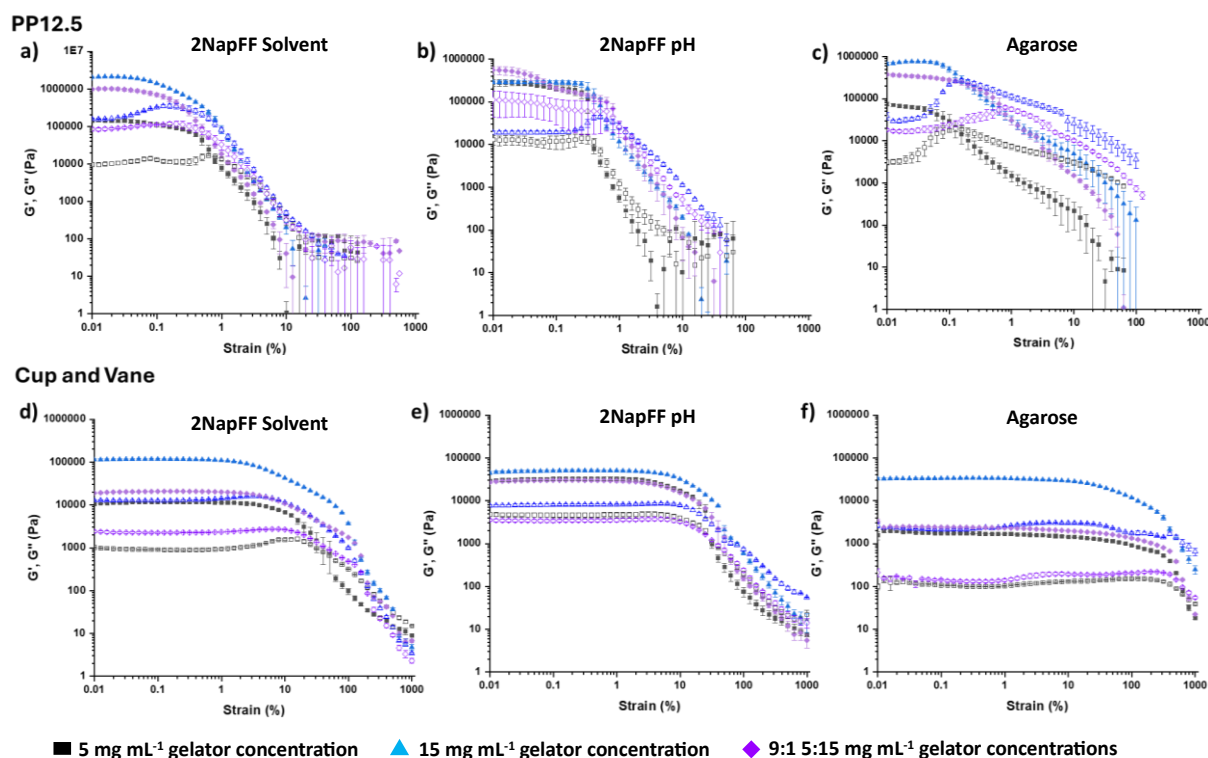 PP12.5
a) 2NapFF Solvent
b) 2NapFF pH
c) Agarose
G', G'' (Pa)
1E7
1000000
100000
10000
1000
100
10
1
0.01 0.1 1 10 100 1000
Strain (%)
G', G'' (Pa)
1000000
100000
10000
1000
100
10
1
0.01 0.1 1 10 100 1000
Strain (%)
G', G'' (Pa)
1000000
100000
10000
1000
100
10
1
0.01 0.1 1 10 100 1000
Strain (%)
Cup and Vane
d) 2NapFF Solvent
e) 2NapFF pH
f) Agarose
G', G'' (Pa)
1000000
100000
10000
1000
100
10
1
0.01 0.1 1 10 100 1000
Strain (%)
G', G'' (Pa)
1000000
100000
10000
1000
100
10
1
0.01 0.1 1 10 100 1000
Strain (%)
G', G'' (Pa)
1000000
100000
10000
1000
100
10
1
0.01 0.1 1 10 100 1000
Strain (%)
5 mg mL⁻¹ gelator concentration
15 mg mL⁻¹ gelator concentration
9:1 5:15 mg mL⁻¹ gelator concentrations